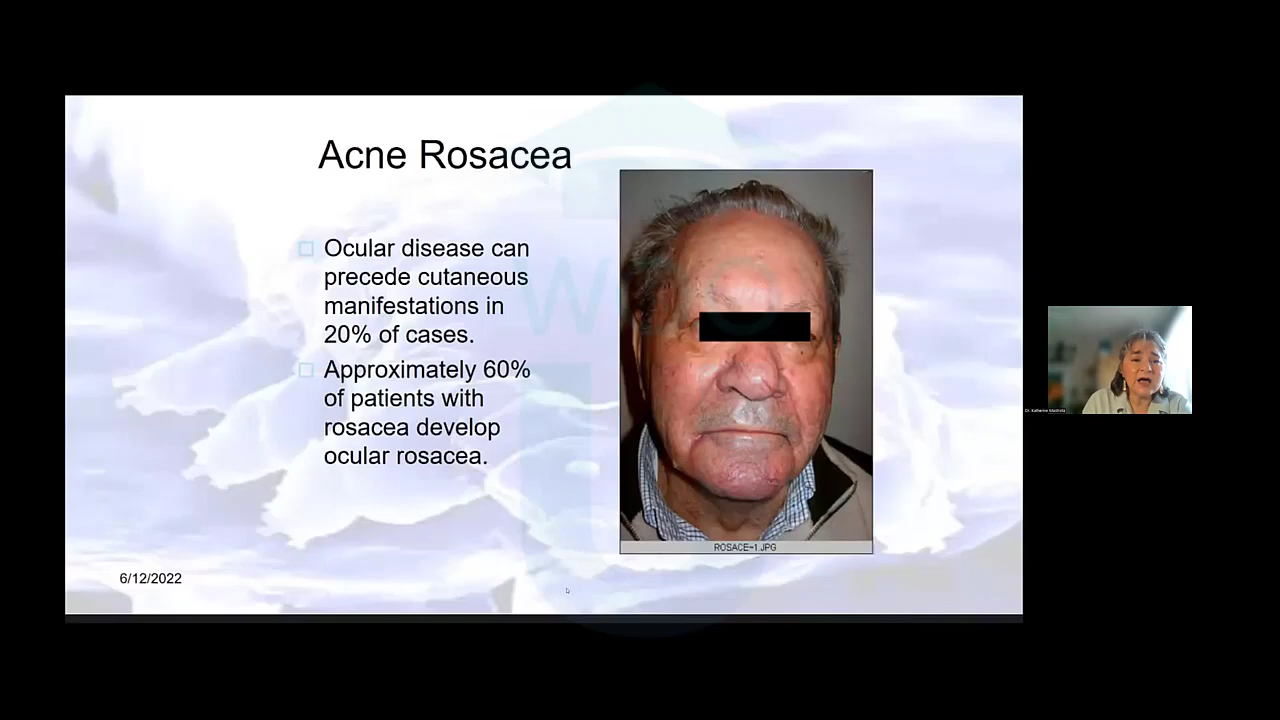 Acne Rosacea
Ocular disease can
precede cutaneous
manifestations in
20% of cases.
Approximately 60%
of patients with
rosacea develop
ocular rosacea.
ROSACE~1.JPG
6/12/2022
Dr. Katherine